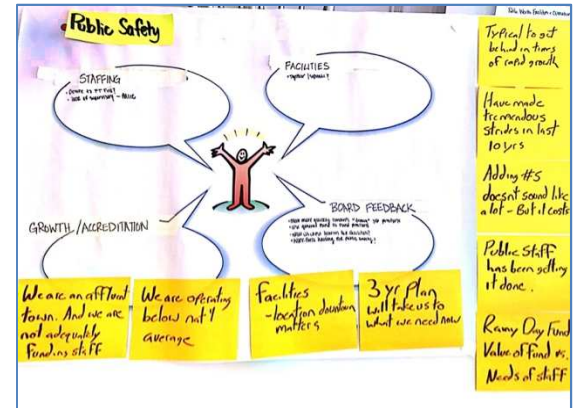 Public Safety
STAFFING
FACILITIES
GROWTH/ACCREDITATION
BOARD FEEDBACK
Typical to get
behind in times
of rapid growth
Have made
tremendous
strides in last
10 yrs
Adding #5
doesnt sound like
a lot - But it costs
Public Staff
has been getting
it done.
Rainy Day Fund
Value of Fund vs.
Needs of staff
We are an affluent
town. And we are
not adequately
funding staff
We are operating
below nat'l
average
Facilities
- location downtown
matters
3 yr Plan
will take us to
what we need now